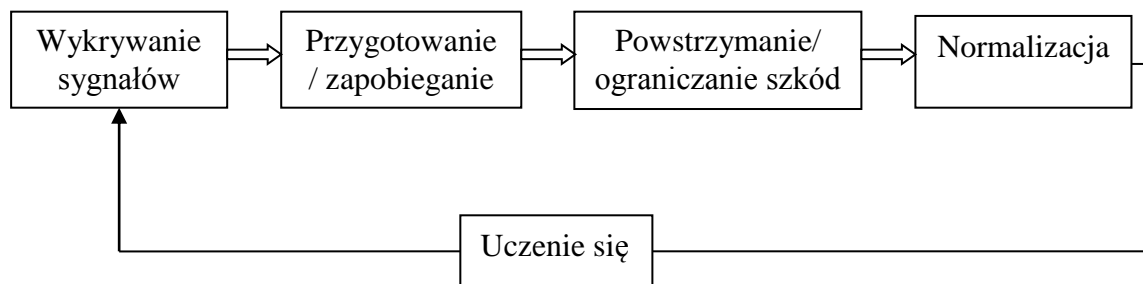 Wykrywanie
sygnałów
Przygotowanie
/ zapobieganie
Powstrzymanie/
ograniczanie szkód
Normalizacja
Uczenie się